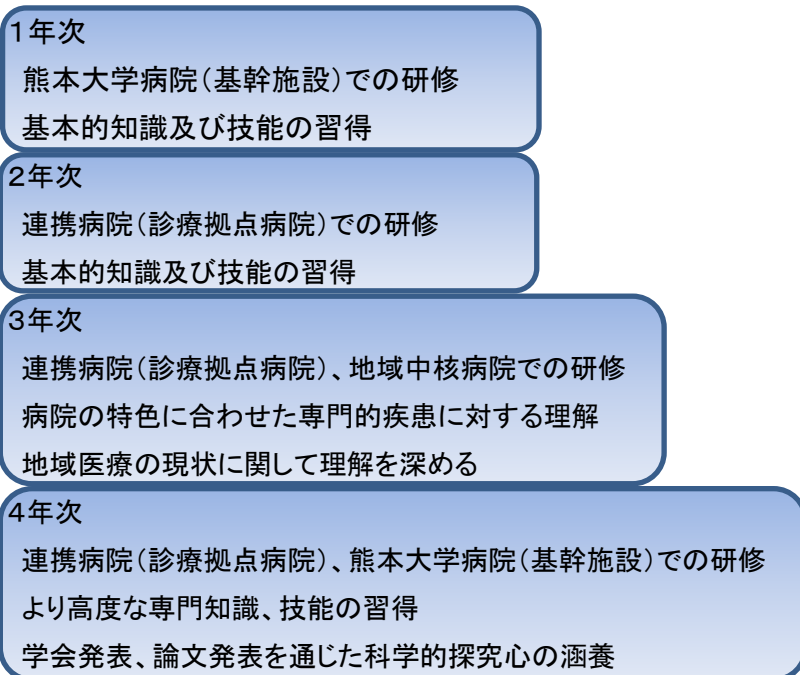 1年次
熊本大学病院（基幹施設）での研修
基本的知識及び技能の習得
2年次
連携病院（診療拠点病院）での研修
基本的知識及び技能の習得
3年次
連携病院（診療拠点病院）、地域中核病院での研修
病院の特色に合わせた専門的疾患に対する理解
地域医療の現状に関して理解を深める
4年次
連携病院（診療拠点病院）、熊本大学病院（基幹施設）での研修
より高度な専門知識、技能の習得
学会発表、論文発表を通じた科学的探究心の涵養